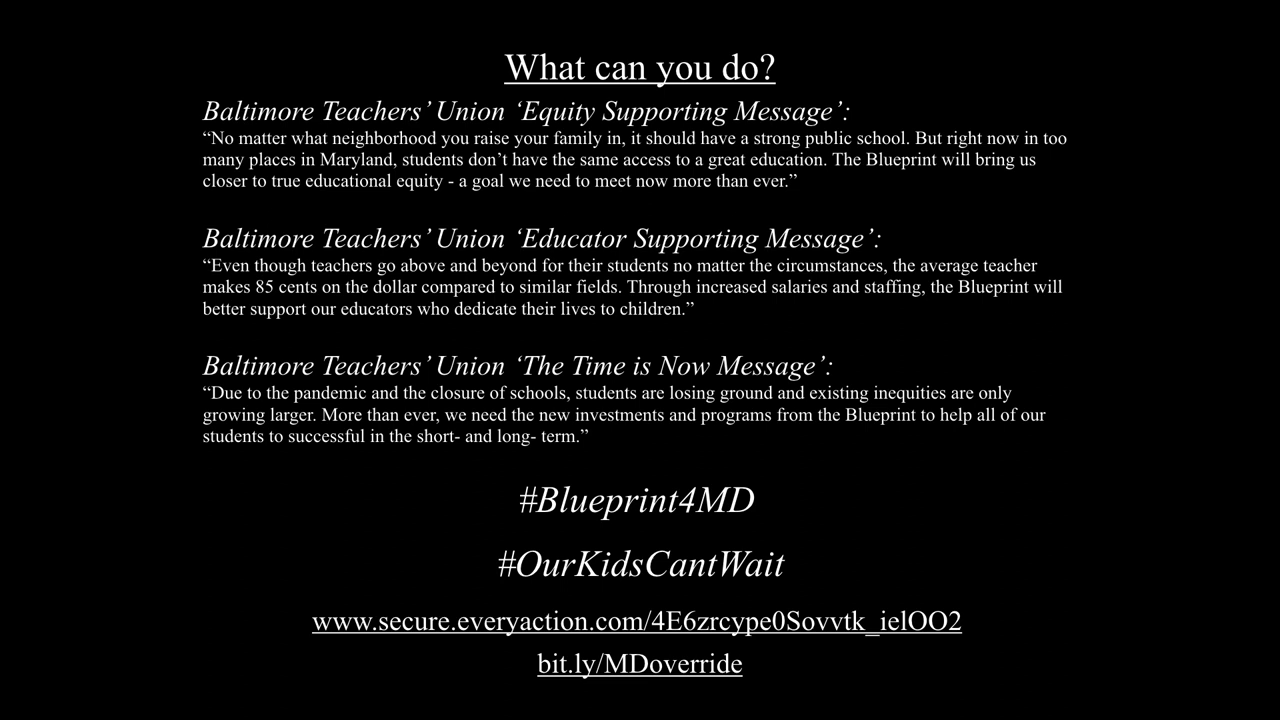 What can you do?
Baltimore Teachers’ Union ‘Equity Supporting Message’:
“No matter what neighborhood you raise your family in, it should have a strong public school. But right now in too
many places in Maryland, students don’t have the same access to a great education. The Blueprint will bring us
closer to true educational equity - a goal we need to meet now more than ever.”
Baltimore Teachers’ Union ‘Educator Supporting Message’:
“Even though teachers go above and beyond for their students no matter the circumstances, the average teacher
makes 85 cents on the dollar compared to similar fields. Through increased salaries and staffing, the Blueprint will
better support our educators who dedicate their lives to children.”
Baltimore Teachers’ Union ‘The Time is Now Message’:
“Due to the pandemic and the closure of schools, students are losing ground and existing inequities are only
growing larger. More than ever, we need the new investments and programs from the Blueprint to help all of our
students to successful in the short- and long- term.”
#Blueprint4MD
#OurKidsCantWait
www.secure.everyaction.com/4E6zrcype0Sovvtk_ielOO2
bit.ly/MDoverride